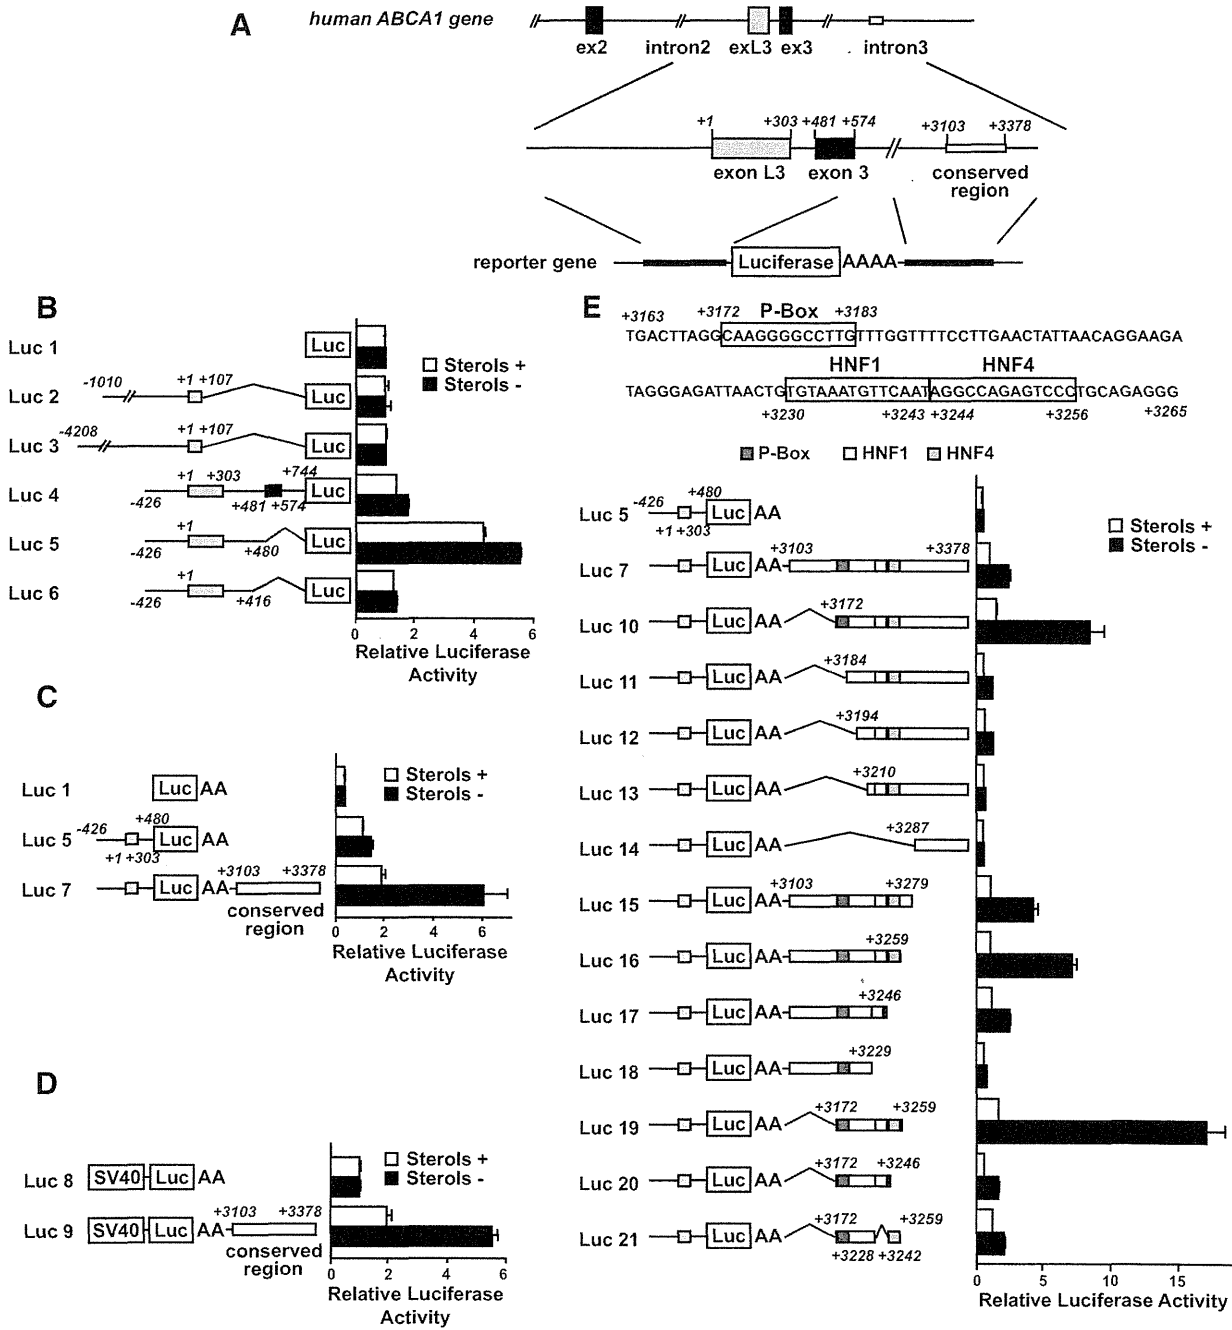 A
human ABCA1 gene
ex2 intron2 exL3 ex3 intron3
+1 +303 +481 +574 +3103 +3378
exon L3 exon 3 conserved
region
reporter gene Luciferase AAAA
B
Luc 1 Luc
Sterols +
Sterols -
Luc 2 -1010 +1 +107 Luc
Luc 3 -4208 +1 +107 Luc
Luc 4 -426 +1 +303 +481 +574 +744 Luc
Luc 5 -426 +1 +480 Luc
Luc 6 -426 +1 +416 Luc
0 2 4 6
Relative Luciferase
Activity
C
Luc 1 Luc AA
Sterols +
Sterols -
Luc 5 -426 +480 Luc AA
+1 +303
Luc 7 Luc AA +3103 +3378
conserved
region
0 2 4 6
Relative Luciferase
Activity
D
Luc 8 SV40 Luc AA
Sterols +
Sterols -
Luc 9 SV40 Luc AA +3103 +3378
conserved
region
0 2 4 6
Relative Luciferase
Activity
E
+3163 +3172 P-Box +3183
TGACTTAGGCAAGGGGCCTTGTTTGGTTTTCCTTGAACTATTAACAGGAAGA
HNF1 HNF4
TAGGGAGATTAACTGTGTAAATGTTCAATAGGCCAGAGTCCCTGCAGAGGG
+3230 +3243 +3244 +3256 +3265
P-Box HNF1 HNF4
Luc 5 -426 +480 Luc AA
+1 +303
Sterols +
Sterols -
Luc 7 Luc AA +3103 +3378
Luc 10 Luc AA +3172
Luc 11 Luc AA +3184
Luc 12 Luc AA +3194
Luc 13 Luc AA +3210
Luc 14 Luc AA +3287
Luc 15 Luc AA +3103 +3279
Luc 16 Luc AA +3259
Luc 17 Luc AA +3246
Luc 18 Luc AA +3229
Luc 19 Luc AA +3172 +3259
Luc 20 Luc AA +3172 +3246
Luc 21 Luc AA +3172 +3259
+3228 +3242
0 5 10 15
Relative Luciferase Activity